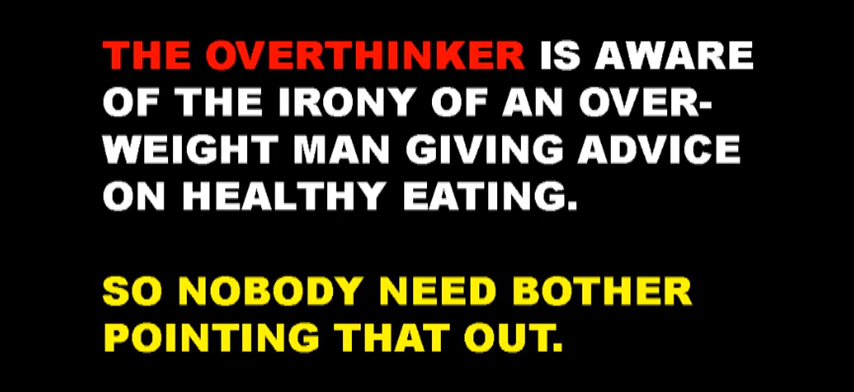 THE OVERTHINKER IS AWARE
OF THE IRONY OF AN OVER-
WEIGHT MAN GIVING ADVICE
ON HEALTHY EATING.
SO NOBODY NEED BOTHER
POINTING THAT OUT.